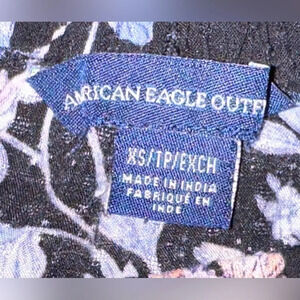 AMERICAN EAGLE OUTF
XS/TP/EXCH
MADE IN INDIA
FABRIQUÉ EN
INDE